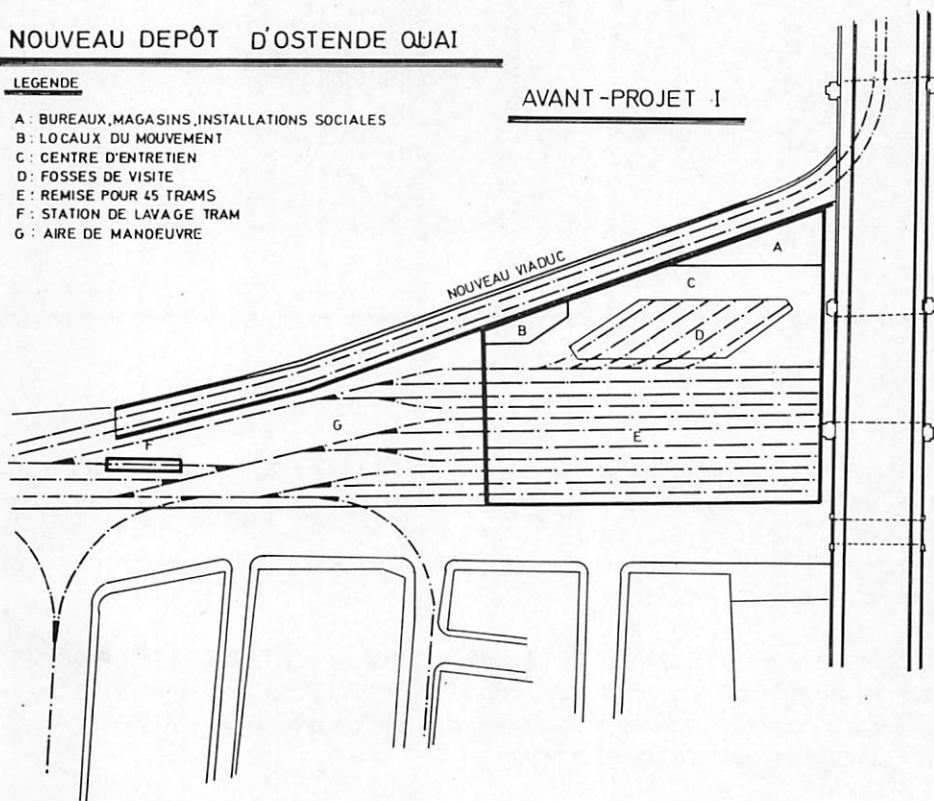 NOUVEAU DEPÔT D'OSTENDE QUAI
LEGENDE
A : BUREAUX,MAGASINS,INSTALLATIONS SOCIALES
B : LOCAUX DU MOUVEMENT
C : CENTRE D'ENTRETIEN
D : FOSSES DE VISITE
E : REMISE POUR 45 TRAMS
F : STATION DE LAVAGE TRAM
G : AIRE DE MANOEUVRE
AVANT-PROJET I
NOUVEAU VIADUC
A
C
B
D
F
G
E